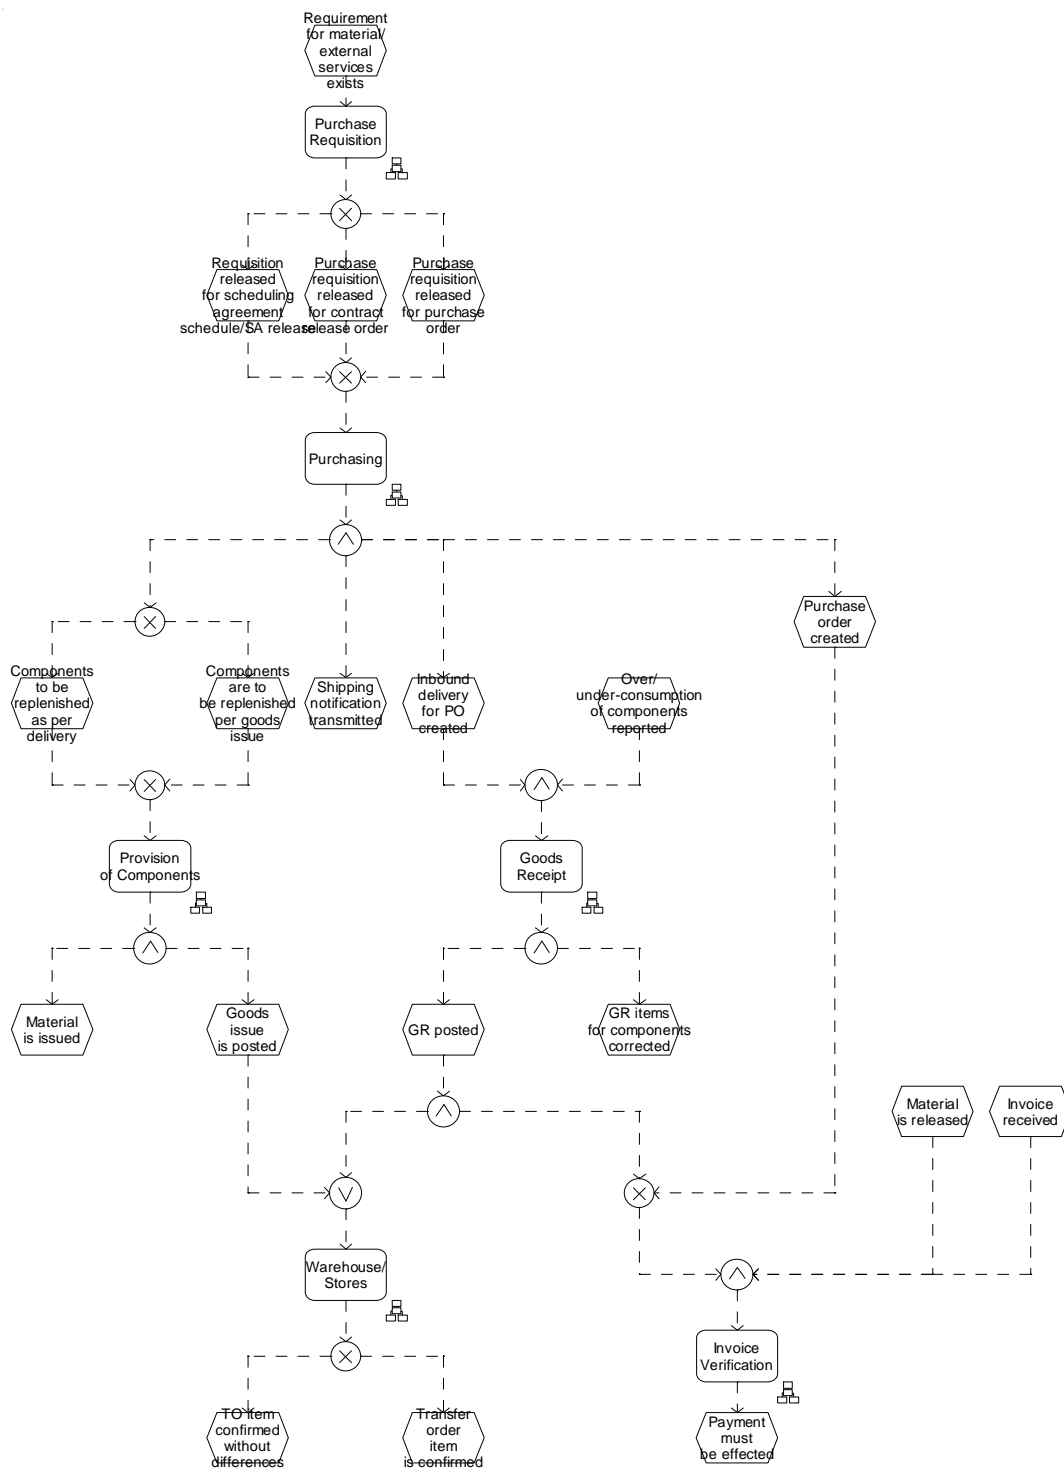 Requirement
for material/
external
services
exists
Purchase
Requisition
Requisition
released
for scheduling
agreement
schedule/SA release
Purchase
requisition
released
for contract
release order
Purchase
requisition
released
for purchase
order
Purchasing
Purchase
order
created
Components
to be
replenished
as per
delivery
Components
are to
be replenished
per goods
issue
Shipping
notification
transmitted
Inbound
delivery
for PO
created
Over/
under-consumption
of components
reported
Provision
of Components
Goods
Receipt
Material
is issued
Goods
issue
is posted
GR posted
GR items
for components
corrected
Material
is released
Invoice
received
Warehouse/
Stores
Invoice
Verification
TO item
confirmed
without
differences
Transfer
order
item
is confirmed
Payment
must
be effected